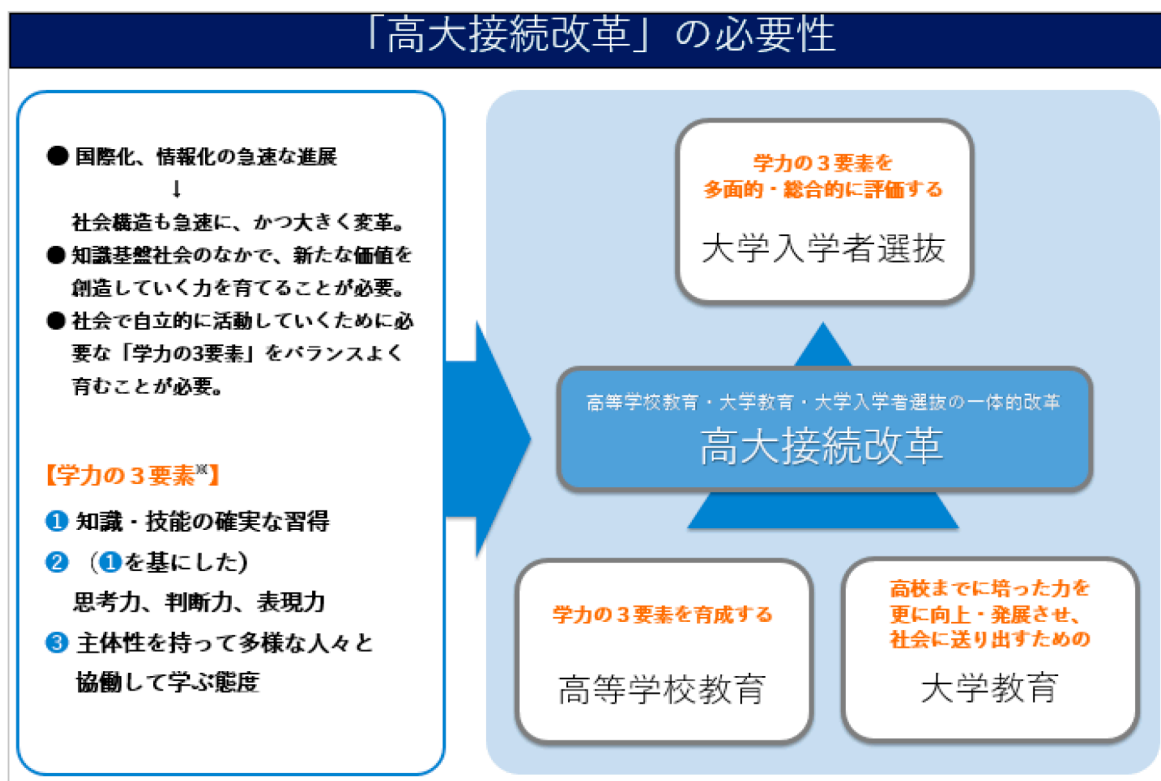 「高大接続改革」の必要性
● 国際化、情報化の急速な進展
↓
社会構造も急速に、かつ大きく変革。
● 知識基盤社会のなかで、新たな価値を
創造していく力を育てることが必要。
● 社会で自立的に活動していくために必
要な「学力の3要素」をバランスよく
育むことが必要。
【学力の３要素※】
❶ 知識・技能の確実な習得
❷ （❶を基にした）
思考力、判断力、表現力
❸ 主体性を持って多様な人々と
協働して学ぶ態度
学力の３要素を
多面的・総合的に評価する
大学入学者選抜
高等学校教育・大学教育・大学入学者選抜の一体的改革
高大接続改革
学力の３要素を育成する
高等学校教育
高校までに培った力を
更に向上・発展させ、
社会に送り出すための
大学教育